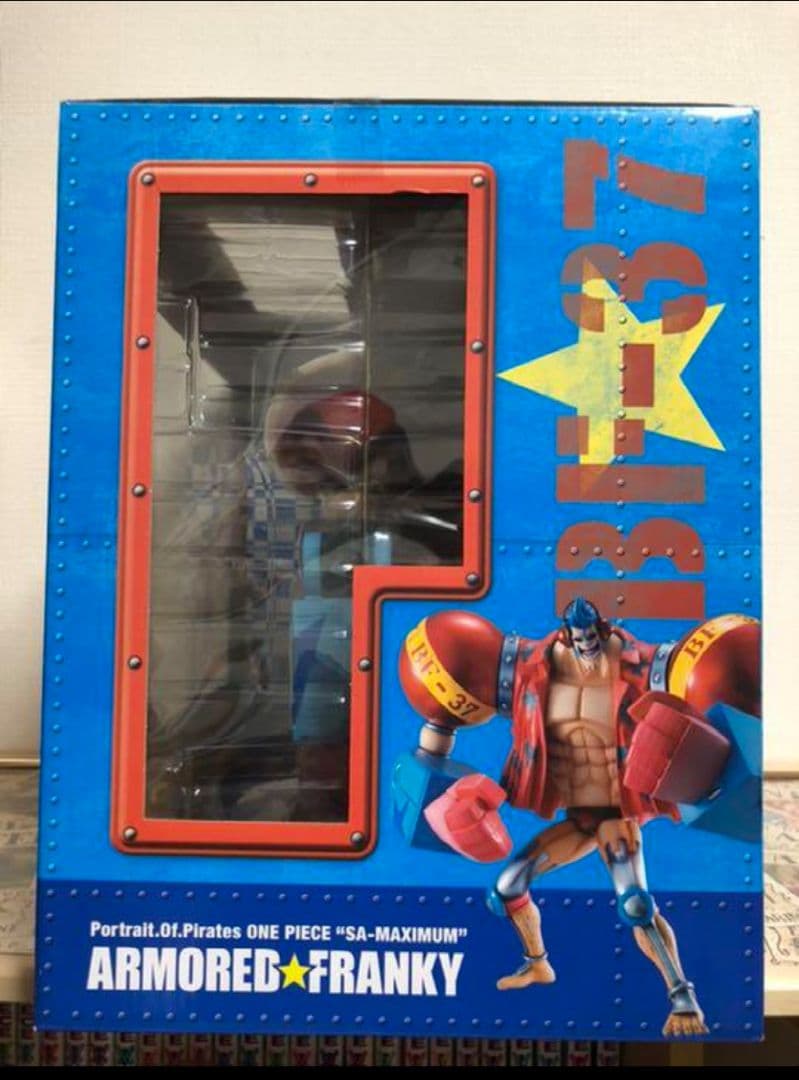 BF-37
BF-37
BF
Portrait.Of.Pirates ONE PIECE “SA-MAXIMUM”
ARMORED★FRANKY